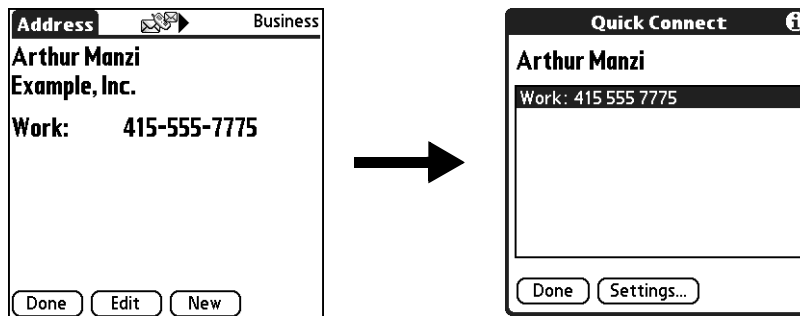 Address
Business
Arthur Manzi
Example, Inc.
Work: 415-555-7775
Done Edit New
Quick Connect
Arthur Manzi
Work: 415 555 7775
Done Settings...